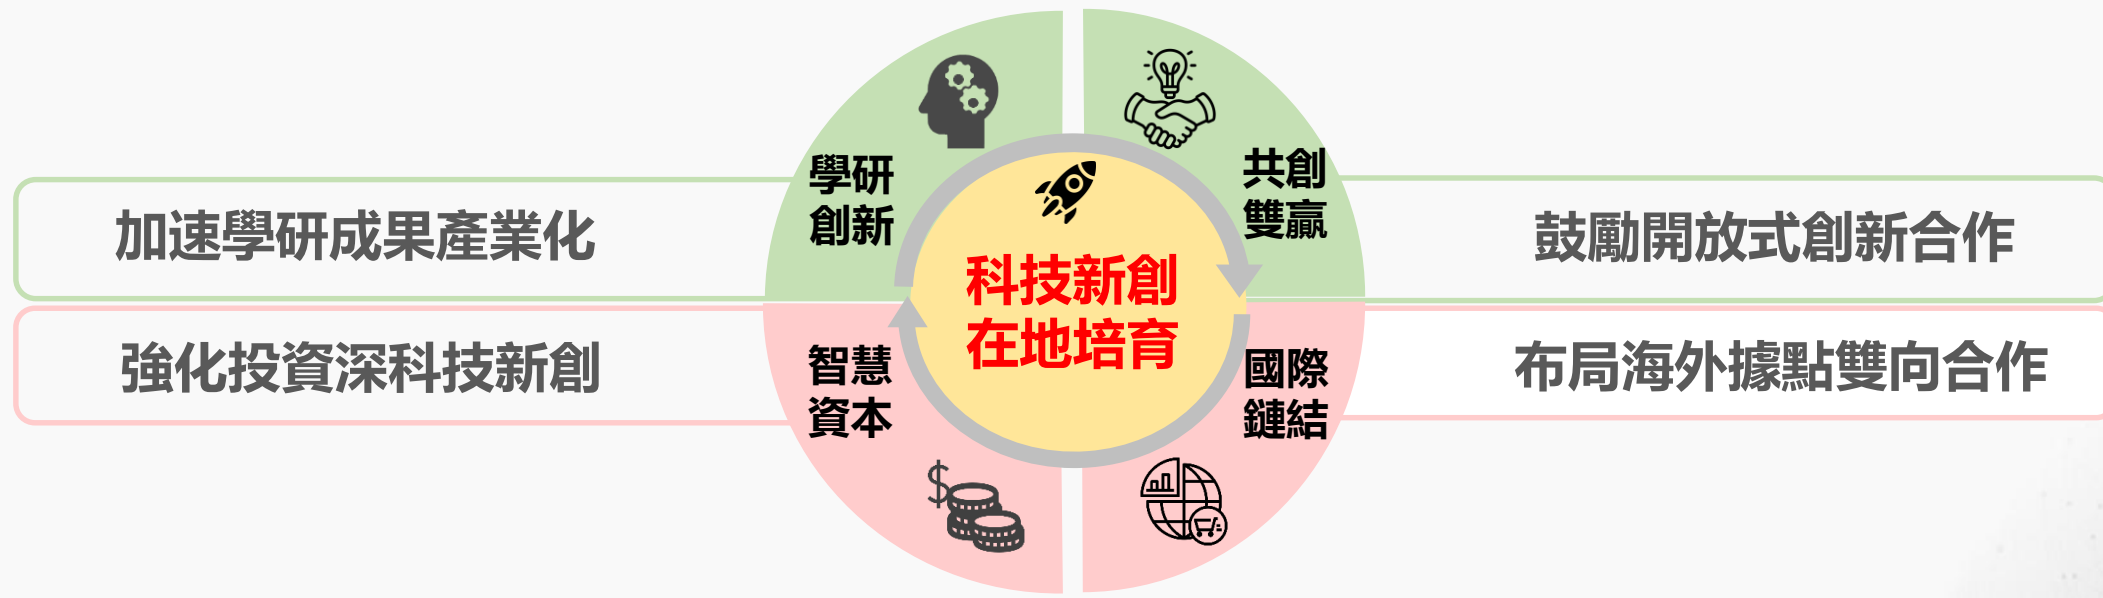 學研
創新
共創
雙贏
加速學研成果產業化
鼓勵開放式創新合作
科技新創
在地培育
強化投資深科技新創
智慧
資本
國際
鏈結
布局海外據點雙向合作